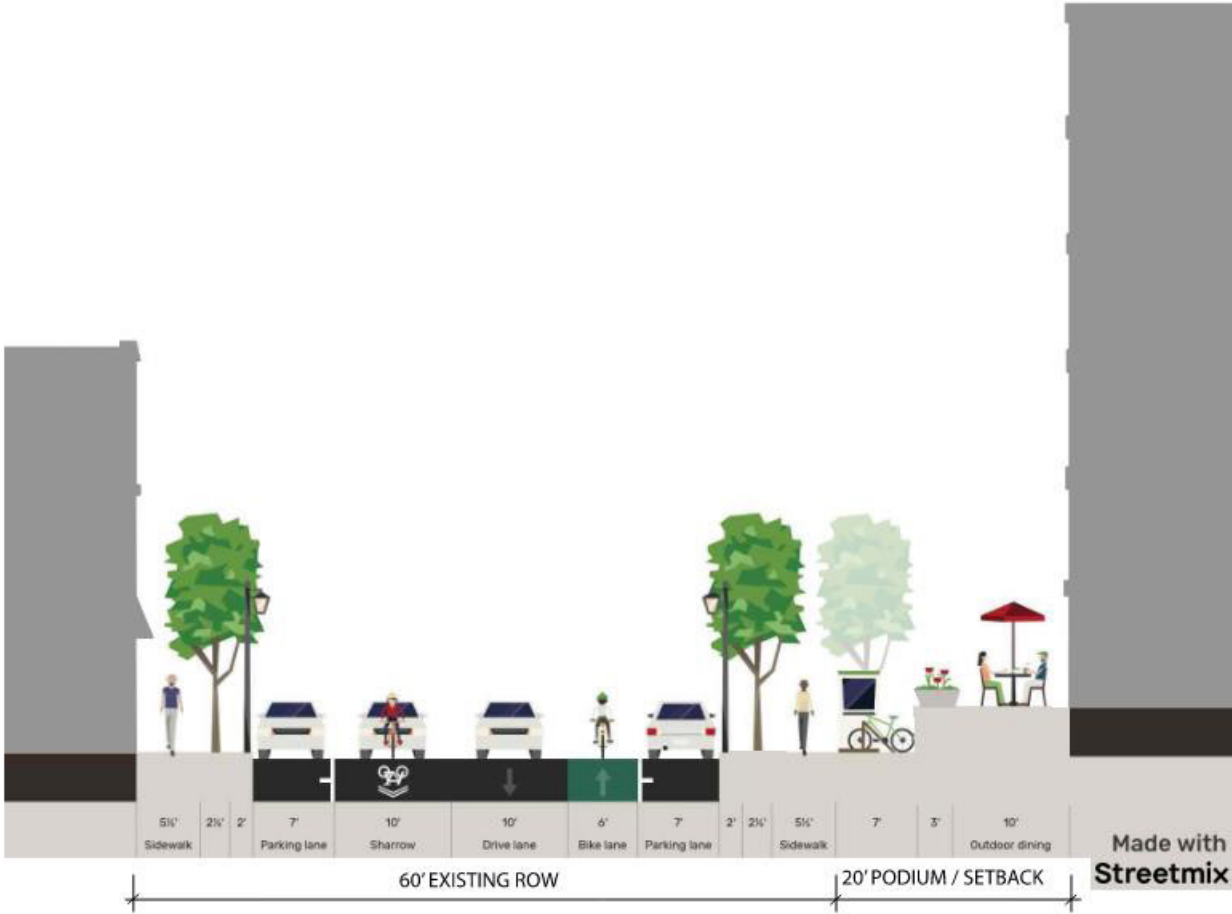 5½' 2½' 2' 7' 10' 10' 6' 7' 2' 2½' 5½' 7' 3' 10'
Sidewalk Parking lane Sharrow Drive lane Bike lane Parking lane Sidewalk Outdoor dining
Made with
Streetmix
60' EXISTING ROW 20' PODIUM / SETBACK